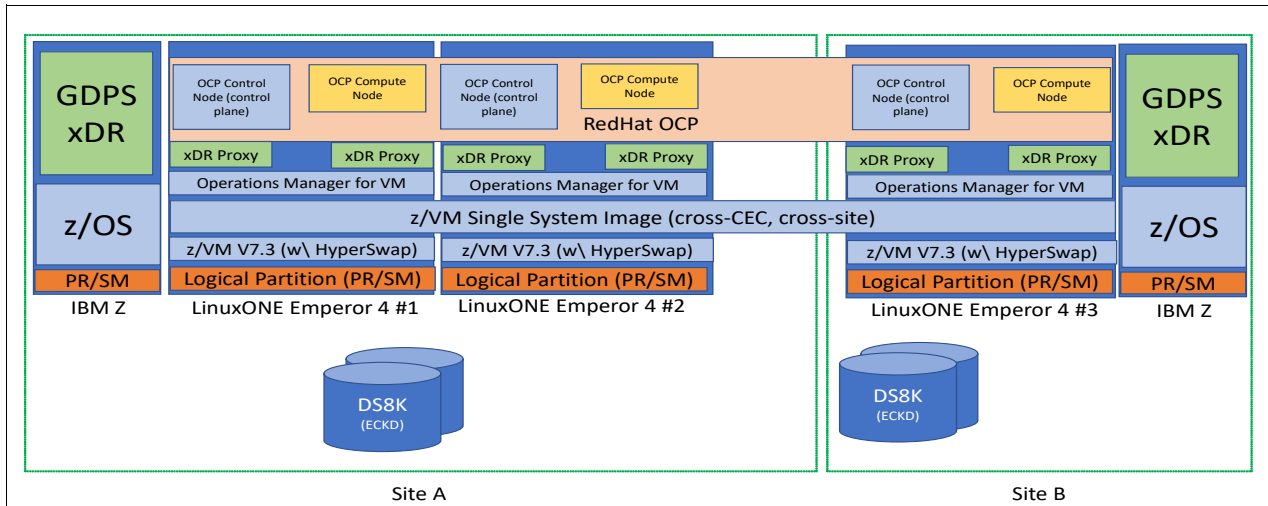 GDPS
xDR
z/OS
PR/SM
IBM Z
OCP Control
Node (control
plane)
OCP Compute
Node
OCP Control
Node (control
plane)
OCP Compute
Node
RedHat OCP
OCP Control
Node (control
plane)
OCP Compute
Node
xDR Proxy
xDR Proxy
xDR Proxy
xDR Proxy
xDR Proxy
xDR Proxy
Operations Manager for VM
Operations Manager for VM
Operations Manager for VM
z/VM Single System Image (cross-CEC, cross-site)
z/VM V7.3 (w\ HyperSwap)
z/VM V7.3 (w\ HyperSwap)
z/VM V7.3 (w\ HyperSwap)
Logical Partition (PR/SM)
Logical Partition (PR/SM)
Logical Partition (PR/SM)
LinuxONE Emperor 4 #1
LinuxONE Emperor 4 #2
LinuxONE Emperor 4 #3
GDPS
xDR
z/OS
PR/SM
IBM Z
DS8K
(ECKD)
DS8K
(ECKD)
Site A
Site B